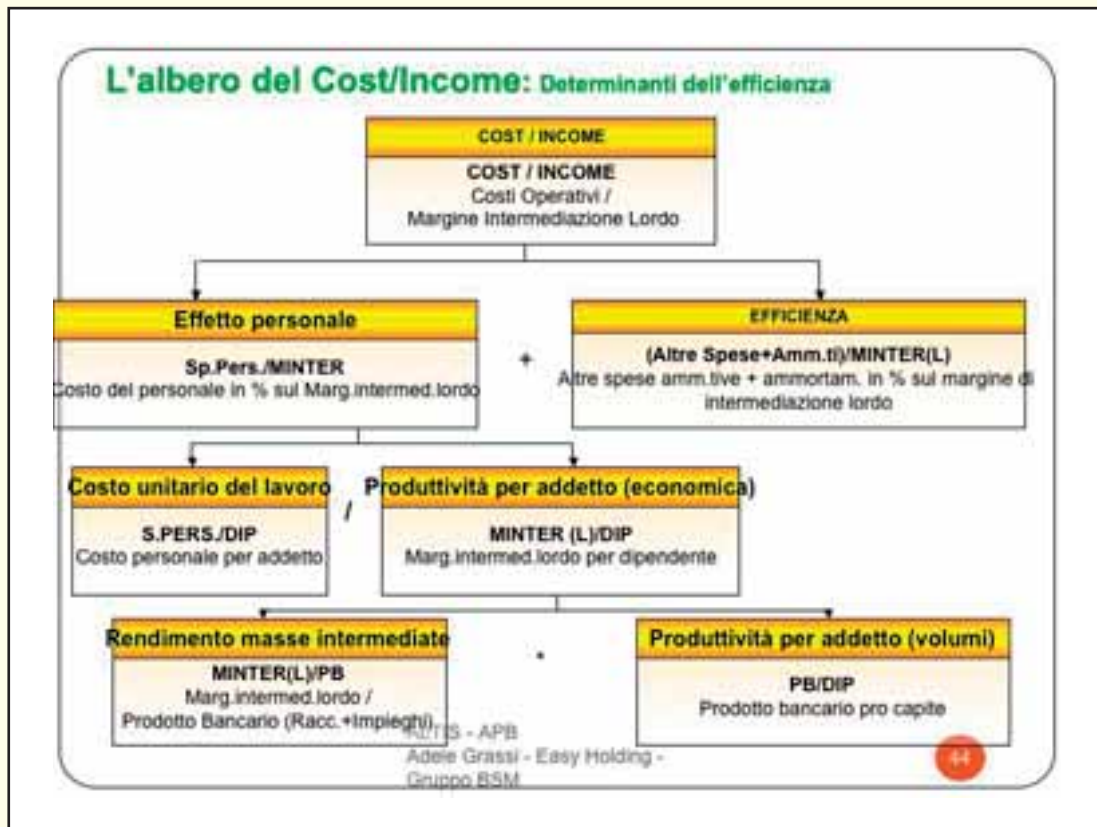 L'albero del Cost/Income: Determinanti dell'efficienza
COST / INCOME
COST / INCOME
Costi Operativi /
Margine Intermediazione Lordo
Effetto personale
Sp.Pers./MINTER
Costo del personale in % sul Marg.intermed.lordo
+
EFFICIENZA
(Altre Spese+Amm.ti)/MINTER(L)
Altre spese amm.tive + ammortam. in % sul margine di
intermediazione lordo
Costo unitario del lavoro
S.PERS./DIP
Costo personale per addetto
/
Produttività per addetto (economica)
MINTER (L)/DIP
Marg.intermed.lordo per dipendente
Rendimento masse intermediate
MINTER(L)/PB
Marg.intermed.lordo /
Prodotto Bancario (Racc.+Impieghi)
*
Produttività per addetto (volumi)
PB/DIP
Prodotto bancario pro capite
ALTIS - APB
Adele Grassi - Easy Holding -
Gruppo BSM
44